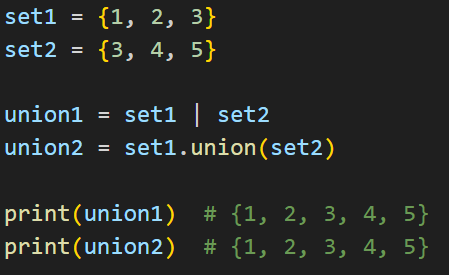 set1 = {1, 2, 3}
set2 = {3, 4, 5}
union1 = set1 | set2
union2 = set1.union(set2)
print(union1)  # {1, 2, 3, 4, 5}
print(union2)  # {1, 2, 3, 4, 5}